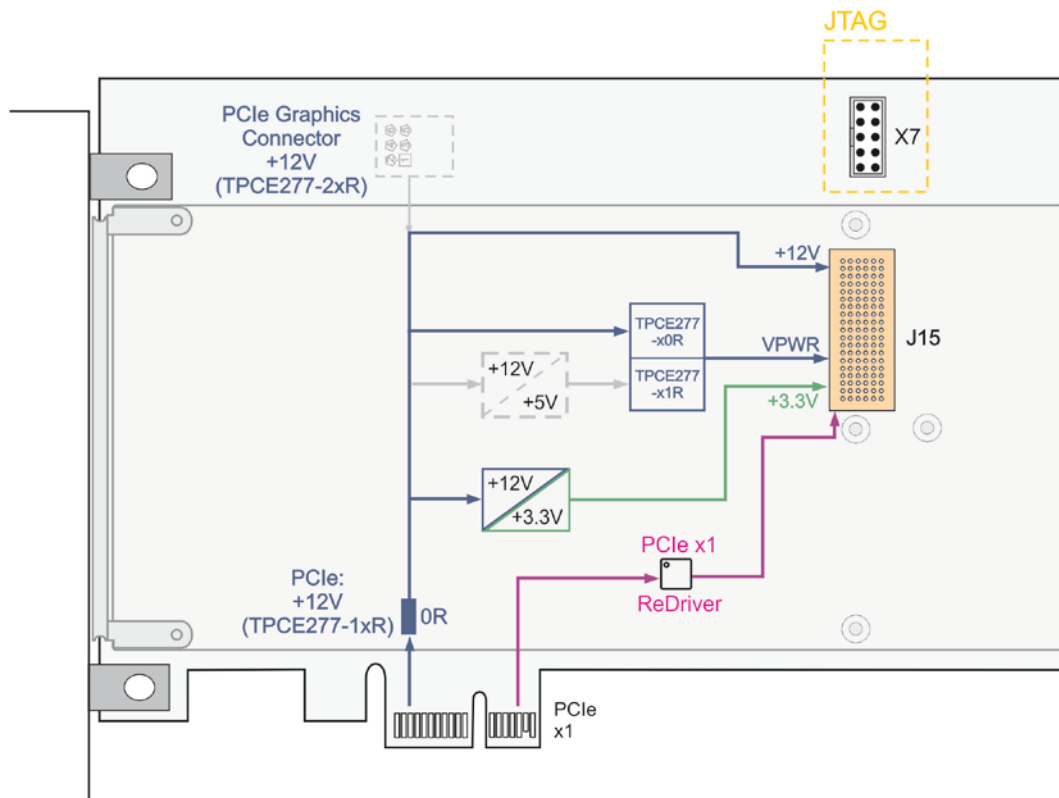 JTAG
PCIe Graphics
Connector
+12V
(TPCE277-2xR)
X7
+12V
TPCE277
-x0R
VPWR
J15
+12V
+5V
TPCE277
-x1R
+3.3V
+12V
+3.3V
PCIe x1
ReDriver
PCIe:
+12V
(TPCE277-1xR)
0R
PCIe
x1